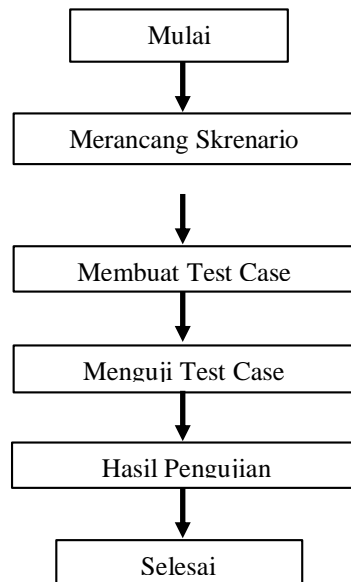 Mulai
Merancang Skrenario
Membuat Test Case
Menguji Test Case
Hasil Pengujian
Selesai